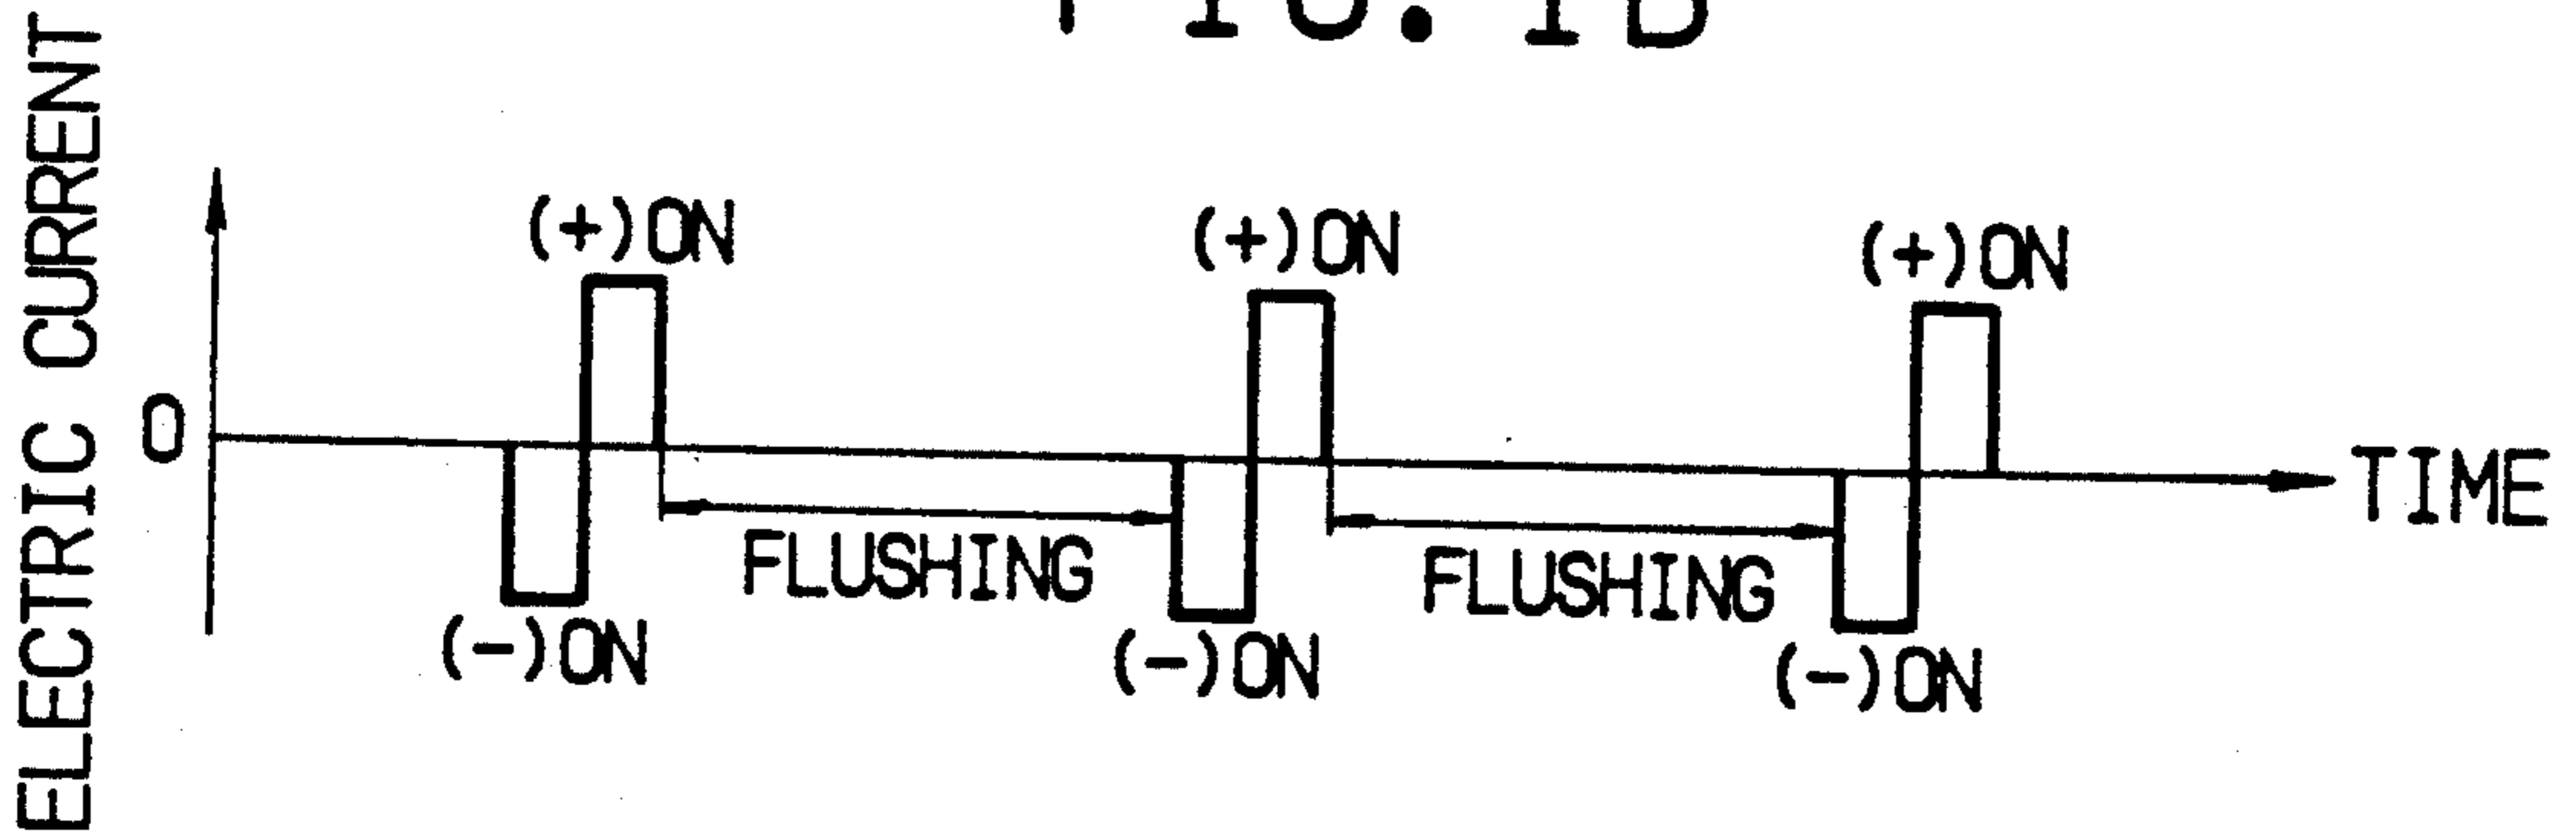 ELECTRIC CURRENT
0
(+)ON
(+)ON
(+)ON
TIME
FLUSHING
FLUSHING
(-)ON
(-)ON
(-)ON